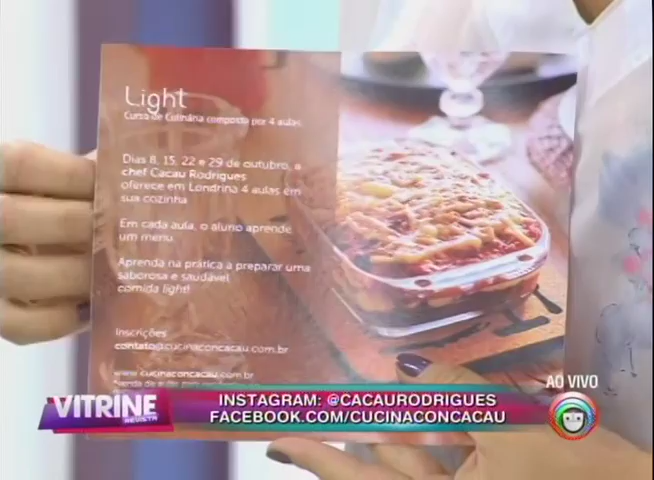 Light
Curso de Culinária composto por 4 aulas
Dias 8, 15, 22 e 29 de outubro, a
chef Cacau Rodrigues
oferece em Londrina 4 aulas em
sua cozinha
Em cada aula, o aluno aprende
um menu.
Aprenda na prática a preparar uma
saborosa e saudável
comida light!
Inscrições
contato@cucinaconcacau.com.br
www.cucinaconcacau.com.br
AO VIVO
VITRINE
REVISTA
INSTAGRAM: @CACAURODRIGUES
FACEBOOK.COM/CUCINACONCACAU